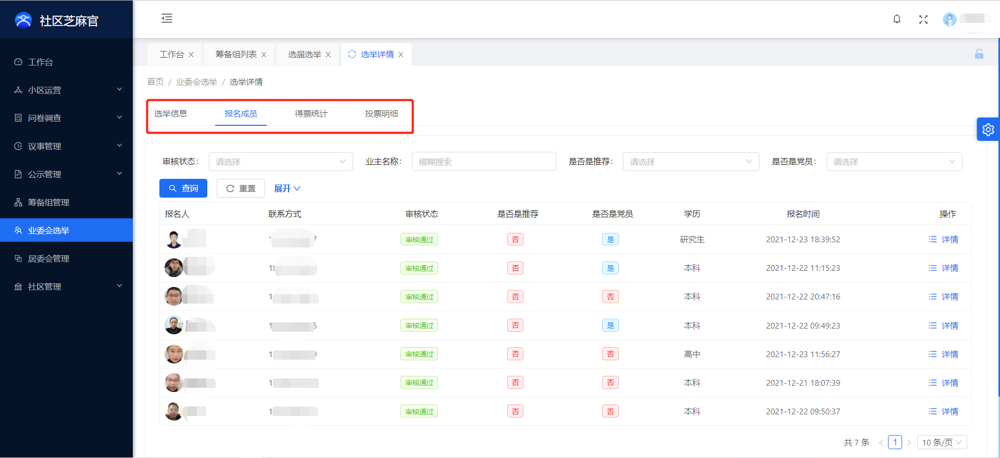 社区芝麻官
工作台
小区运营
问卷调查
议事管理
公示管理
筹备组管理
业委会选举
居委会管理
社区管理
工作台 筹备组列表 选届选举 选举详情
首页 / 业委会选举 / 选举详情
选举信息 报名成员 得票统计 投票明细
审核状态: 请选择 业主名称: 模糊搜索 是否是推荐: 请选择 是否是党员: 请选择
查询 重置 展开
报名人 联系方式 审核状态 是否是推荐 是否是党员 学历 报名时间 操作
1 7 审核通过 否 是 研究生 2021-12-23 18:39:52 详情
18 审核通过 否 是 本科 2021-12-22 11:15:23 详情
1 审核通过 否 否 本科 2021-12-22 20:47:16 详情
1 5 审核通过 否 是 本科 2021-12-22 09:49:23 详情
1 9 审核通过 否 否 高中 2021-12-23 11:56:27 详情
1 审核通过 否 否 本科 2021-12-21 18:07:39 详情
1 审核通过 否 否 本科 2021-12-22 09:50:37 详情
共 7 条 < 1 > 10 条/页